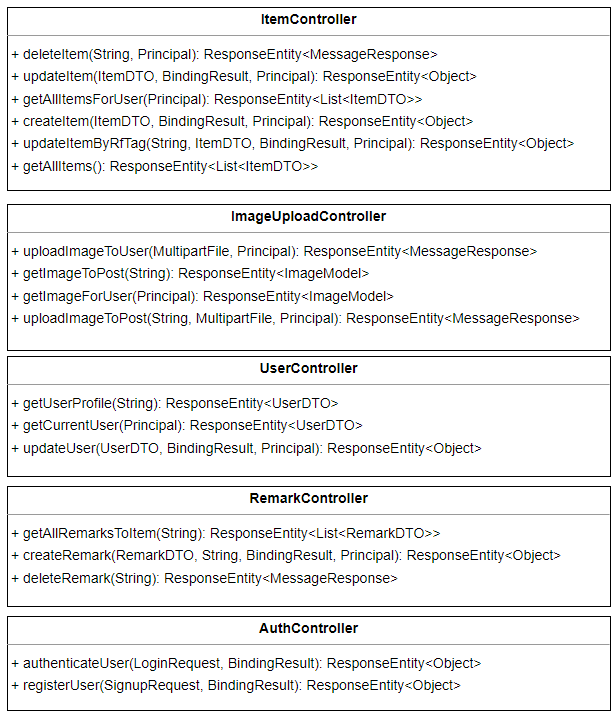 ItemController
+ deleteItem(String, Principal): ResponseEntity<MessageResponse>
+ updateItem(ItemDTO, BindingResult, Principal): ResponseEntity<Object>
+ getAllItemsForUser(Principal): ResponseEntity<List<ItemDTO>>
+ createItem(ItemDTO, BindingResult, Principal): ResponseEntity<Object>
+ updateItemByRfTag(String, ItemDTO, BindingResult, Principal): ResponseEntity<Object>
+ getAllItems(): ResponseEntity<List<ItemDTO>>
ImageUploadController
+ uploadImageToUser(MultipartFile, Principal): ResponseEntity<MessageResponse>
+ getImageToPost(String): ResponseEntity<ImageModel>
+ getImageForUser(Principal): ResponseEntity<ImageModel>
+ uploadImageToPost(String, MultipartFile, Principal): ResponseEntity<MessageResponse>
UserController
+ getUserProfile(String): ResponseEntity<UserDTO>
+ getCurrentUser(Principal): ResponseEntity<UserDTO>
+ updateUser(UserDTO, BindingResult, Principal): ResponseEntity<Object>
RemarkController
+ getAllRemarksToItem(String): ResponseEntity<List<RemarkDTO>>
+ createRemark(RemarkDTO, String, BindingResult, Principal): ResponseEntity<Object>
+ deleteRemark(String): ResponseEntity<MessageResponse>
AuthController
+ authenticateUser(LoginRequest, BindingResult): ResponseEntity<Object>
+ registerUser(SignupRequest, BindingResult): ResponseEntity<Object>